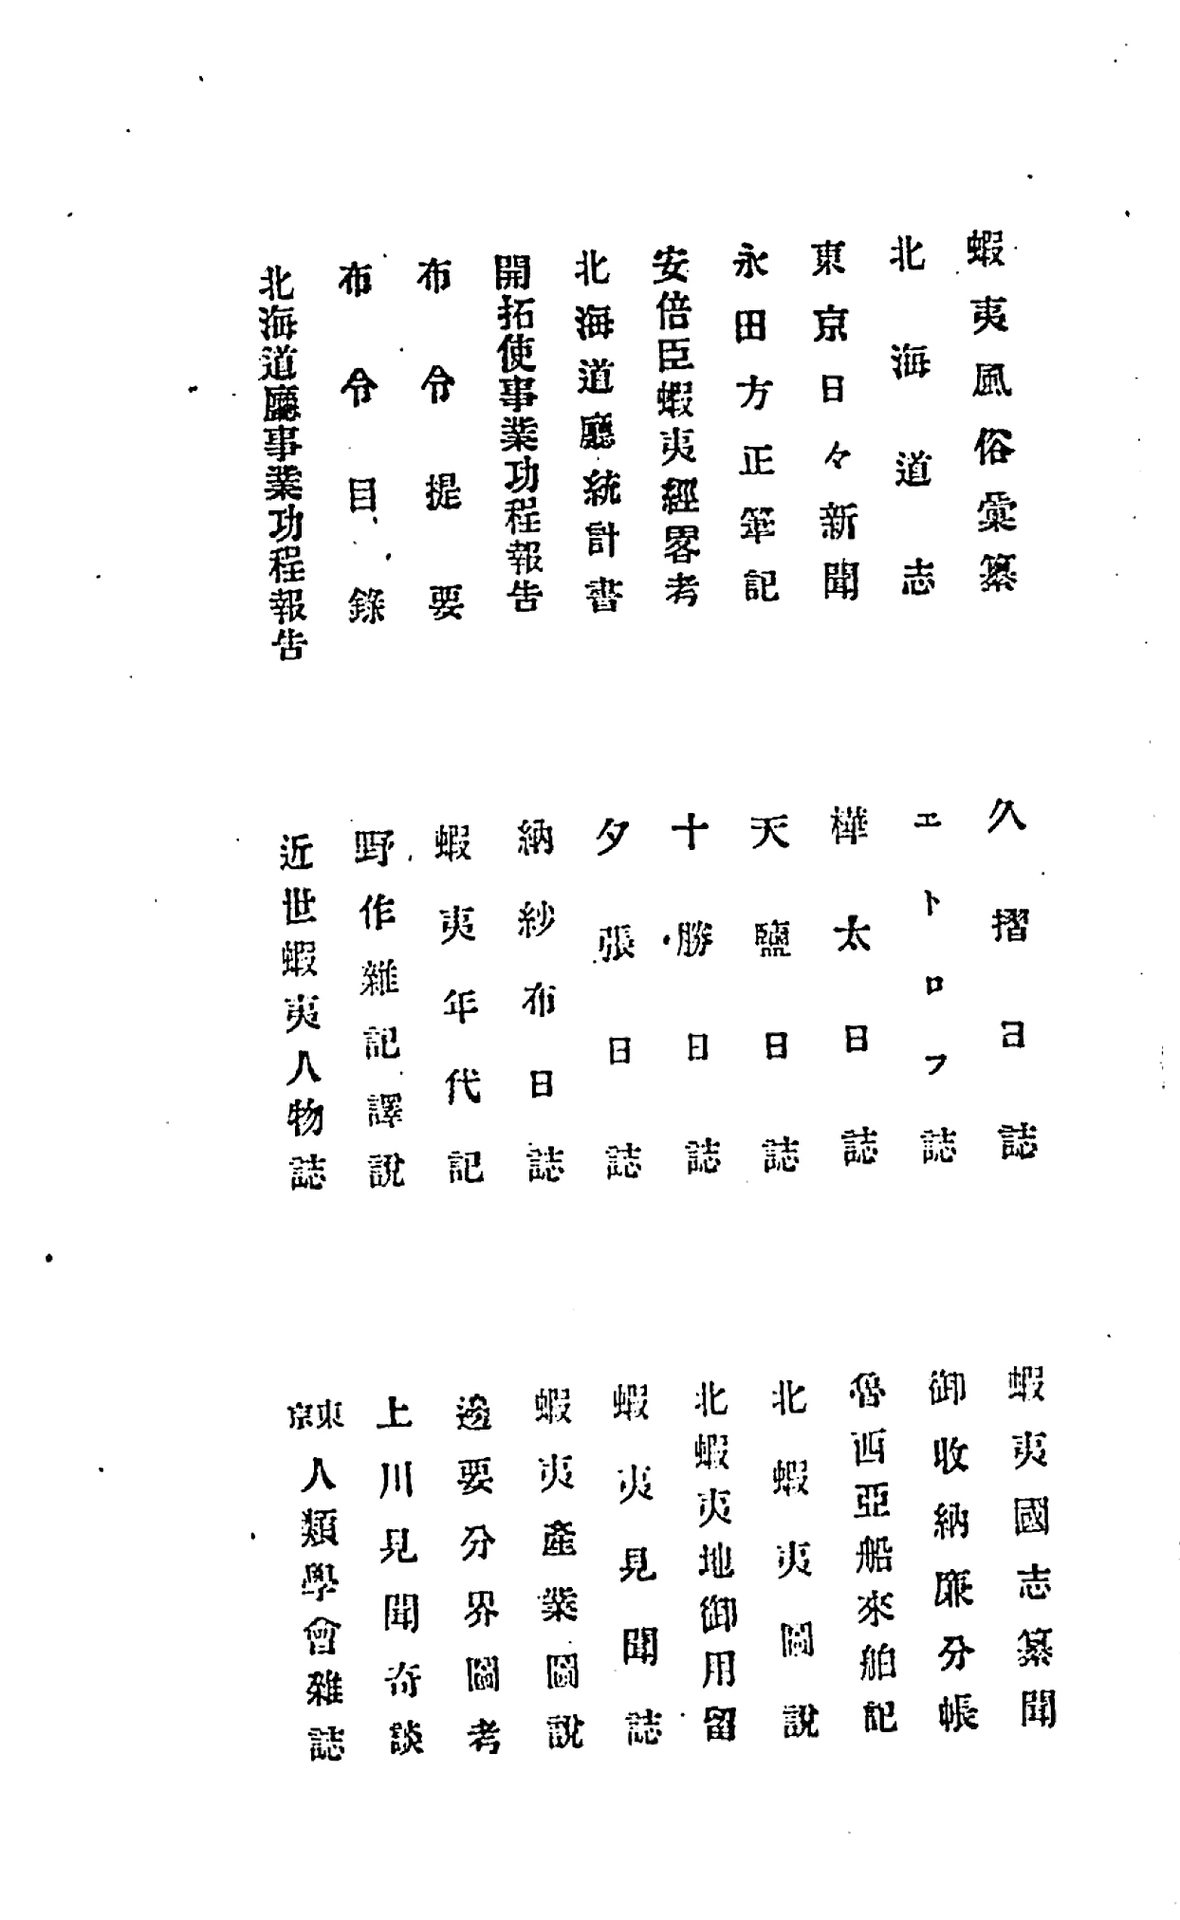 蝦夷風俗彙纂
北海道志
東京日々新聞
永田方正筆記
安倍臣蝦夷經畧考
北海道廳統計書
開拓使事業功程報告
布令提要
布令目錄
北海道廳事業功程報告
久摺日誌
エトロフ誌
樺太日誌
天鹽日誌
十勝日誌
夕張日誌
納紗布日誌
蝦夷年代記
野作雜記譯說
近世蝦夷人物誌
蝦夷國志纂聞
御收納廉分帳
魯西亞船來舶記
北蝦夷圖說
北蝦夷地御用留
蝦夷見聞誌
蝦夷產業圖說
邊要分界圖考
上川見聞奇談
東京人類學會雜誌